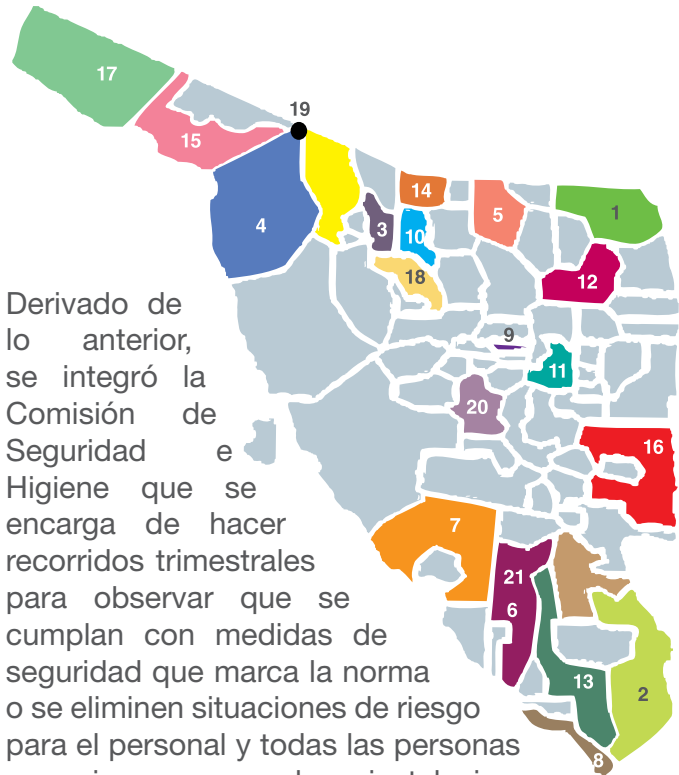 19
17
15
14
1
5
3
4
10
18
12
9
11
20
16
7
21
6
13
2
8
Derivado de
lo anterior,
se integró la
Comisión de
Seguridad e
Higiene que se
encarga de hacer
recorridos trimestrales
para observar que se
cumplan con medidas de
seguridad que marca la norma
o se eliminen situaciones de riesgo
para el personal y todas las personas